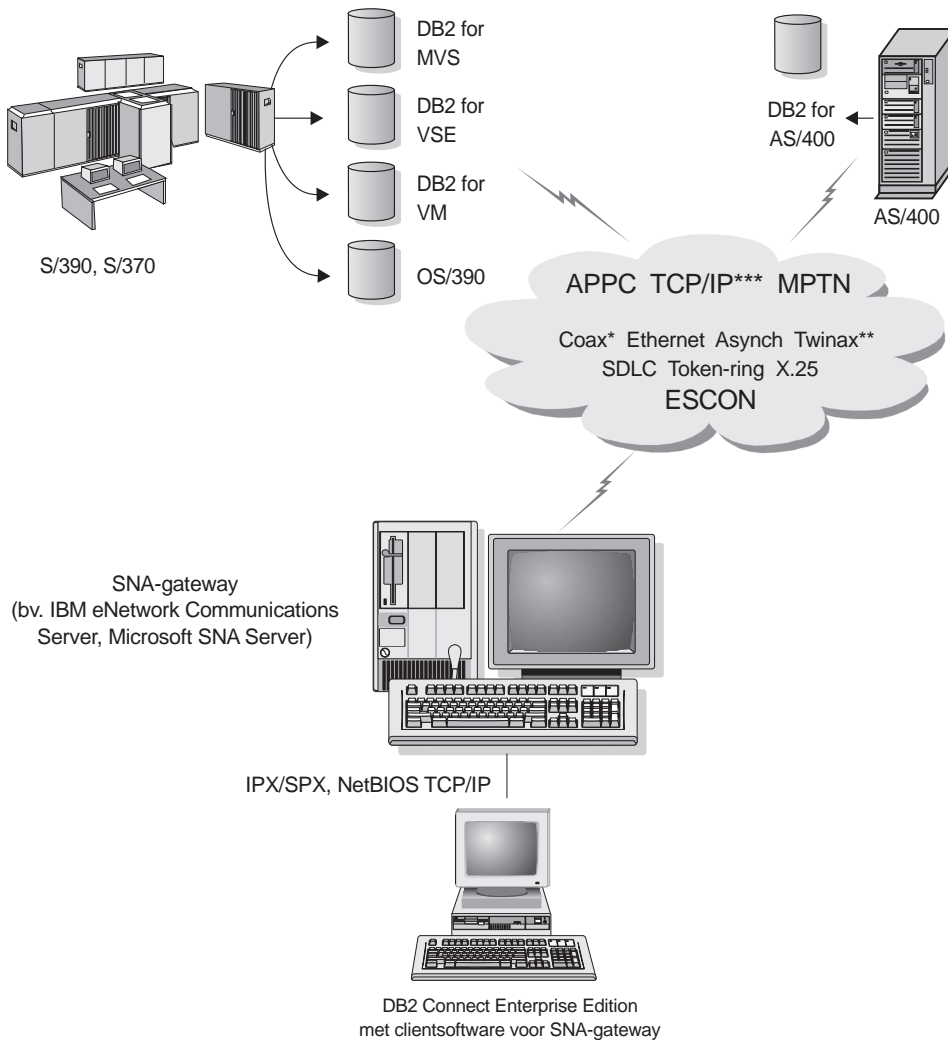 DB2 for
MVS
DB2 for
VSE
DB2 for
VM
OS/390
S/390, S/370
DB2 for
AS/400
AS/400
APPC TCP/IP*** MPTN
Coax* Ethernet Asynch Twinax**
SDLC Token-ring X.25
ESCON
SNA-gateway
(bv. IBM eNetwork Communications
Server, Microsoft SNA Server)
IPX/SPX, NetBIOS TCP/IP
DB2 Connect Enterprise Edition
met clientsoftware voor SNA-gateway